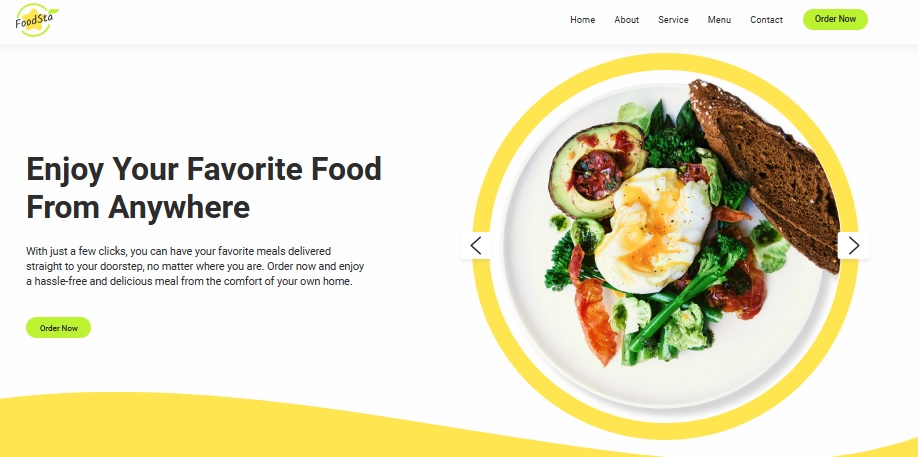 FoodSta
Home About Service Menu Contact Order Now
Enjoy Your Favorite Food
From Anywhere
With just a few clicks, you can have your favorite meals delivered
straight to your doorstep, no matter where you are. Order now and enjoy
a hassle-free and delicious meal from the comfort of your own home.
Order Now